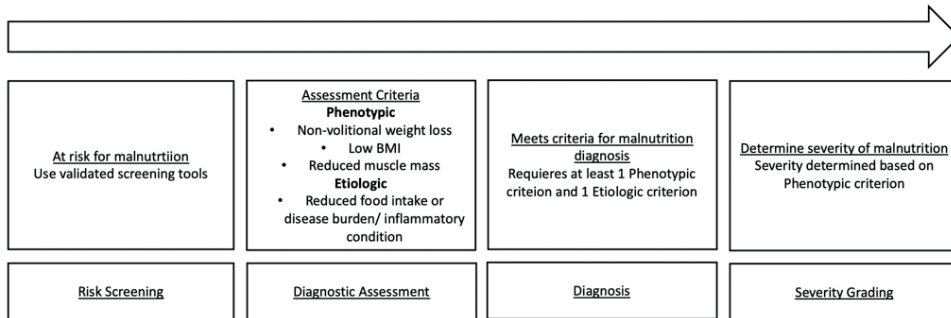 At risk for malnutrtiion
Use validated screening tools
Assessment Criteria
Phenotypic
• Non-volitional weight loss
• Low BMI
• Reduced muscle mass
Etiologic
• Reduced food intake or
disease burden/ inflammatory
condition
Meets criteria for malnutrition
diagnosis
Requieres at least 1 Phenotypic
criteion and 1 Etiologic criterion
Determine severity of malnutrition
Severity determined based on
Phenotypic criterion
Risk Screening
Diagnostic Assessment
Diagnosis
Severity Grading